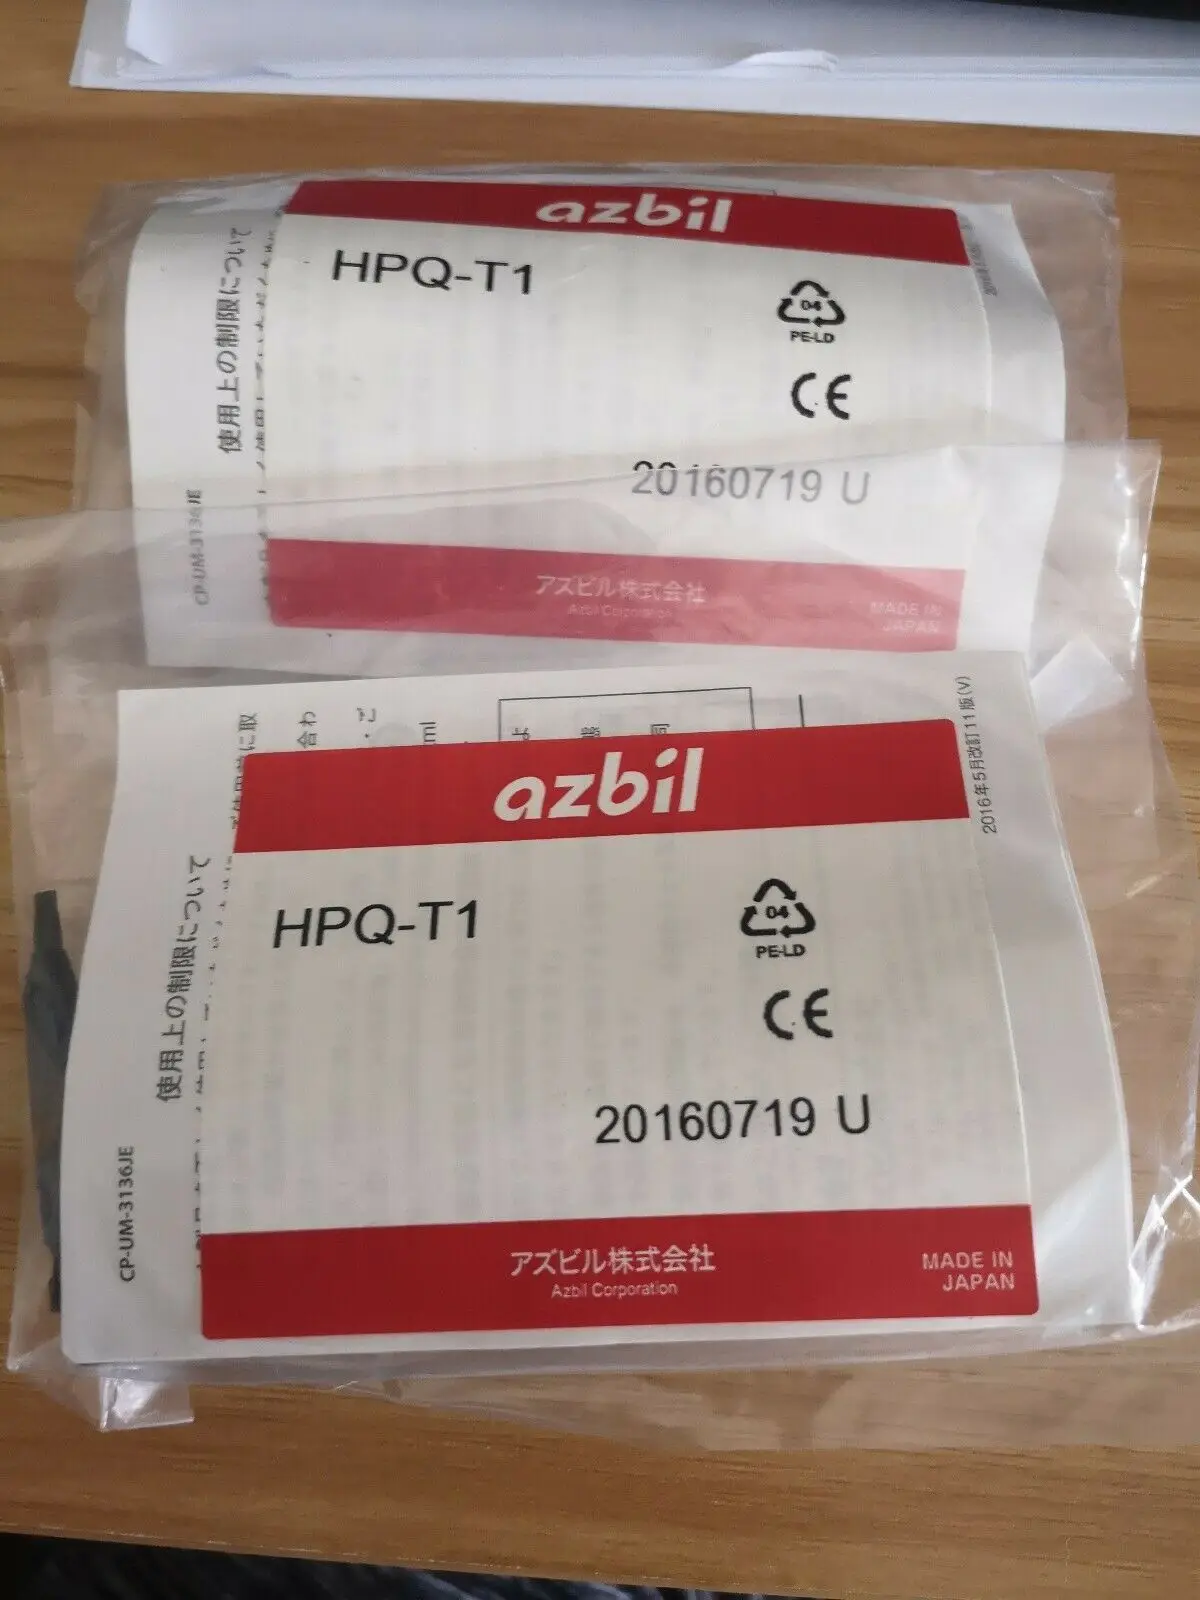 azbil
HPQ-T1
04
PE-LD
CE
20160719 U
アズビル株式会社
Azbil Corporation
MADE IN
JAPAN
使用上の制限について
CP-UM-3136JE
2016年5月改訂11版(V)
合わ
azbil
HPQ-T1
04
PE-LD
CE
20160719 U
アズビル株式会社
Azbil Corporation
MADE IN
JAPAN
使用上の制限について
CP-UM-3136JE